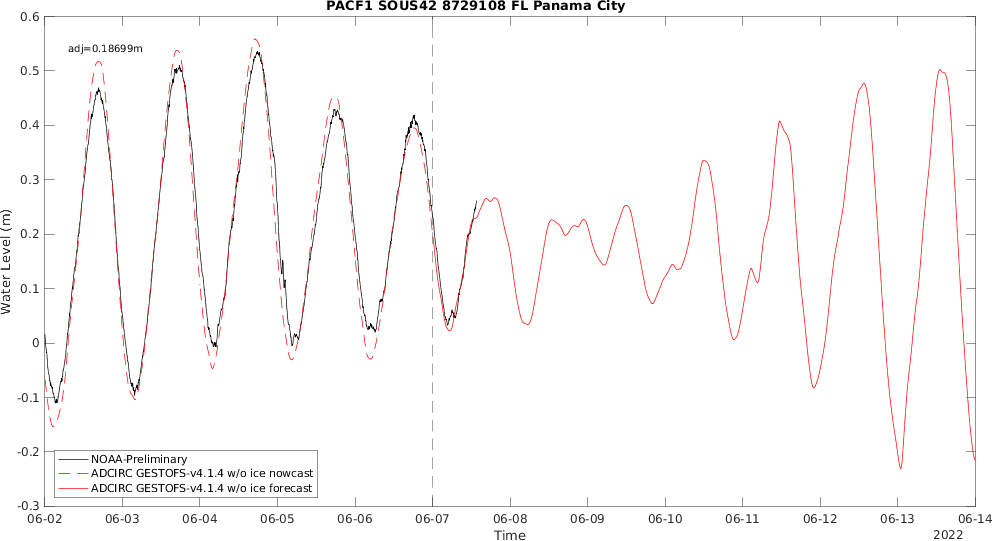 PACF1 SOUS42 8729108 FL Panama City
adj=0.18699m
Water Level (m)
0.6
0.5
0.4
0.3
0.2
0.1
0
-0.1
-0.2
-0.3
NOAA-Preliminary
ADCIRC GESTOFS-v4.1.4 w/o ice nowcast
ADCIRC GESTOFS-v4.1.4 w/o ice forecast
06-02 06-03 06-04 06-05 06-06 06-07 06-08 06-09 06-10 06-11 06-12 06-13 06-14
Time
2022